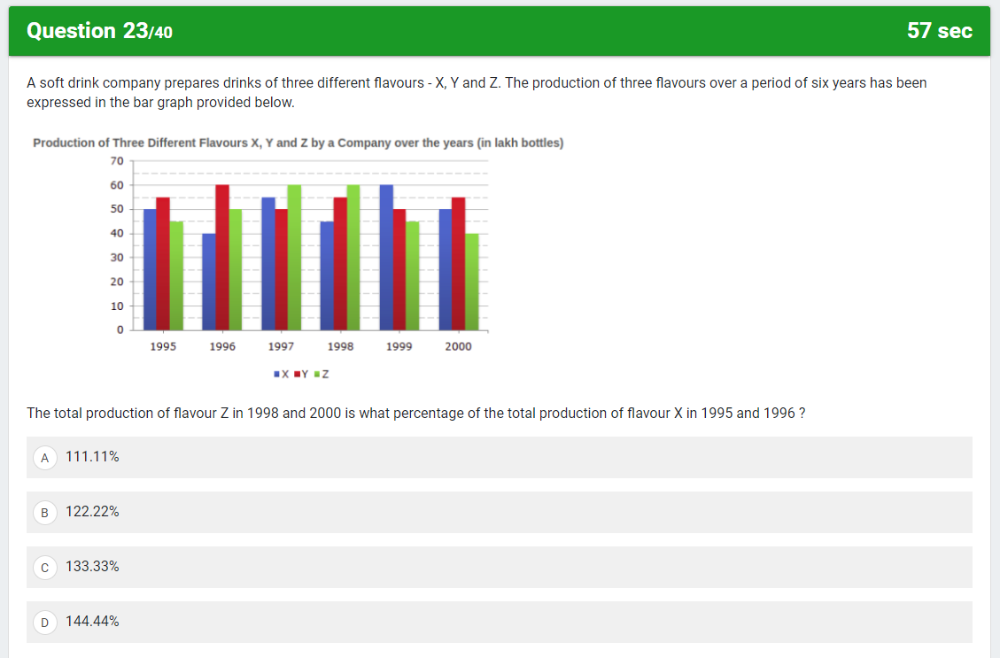 Question 23/40
57 sec
A soft drink company prepares drinks of three different flavours - X, Y and Z. The production of three flavours over a period of six years has been
expressed in the bar graph provided below.
Production of Three Different Flavours X, Y and Z by a Company over the years (in lakh bottles)
70
60
50
40
30
20
10
0
1995 1996 1997 1998 1999 2000
X Y Z
The total production of flavour Z in 1998 and 2000 is what percentage of the total production of flavour X in 1995 and 1996 ?
A 111.11%
B 122.22%
C 133.33%
D 144.44%